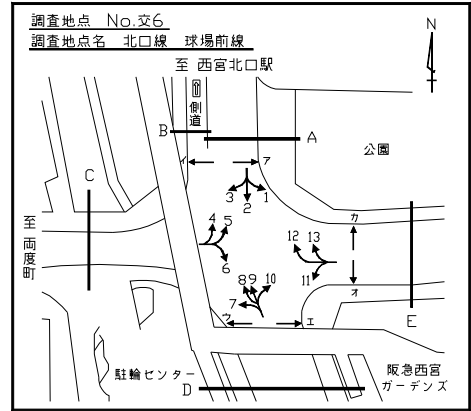 調査地点 No.交6
調査地点名 北口線 球場前線
至 西宮北口駅
N
側道
B
A
公園
C
イ
ア
3
2
1
カ
至 両度町
4
5
6
12
13
11
8
9
10
7
オ
ウ
エ
E
駐輪センター
D
阪急西宮
ガーデンズ